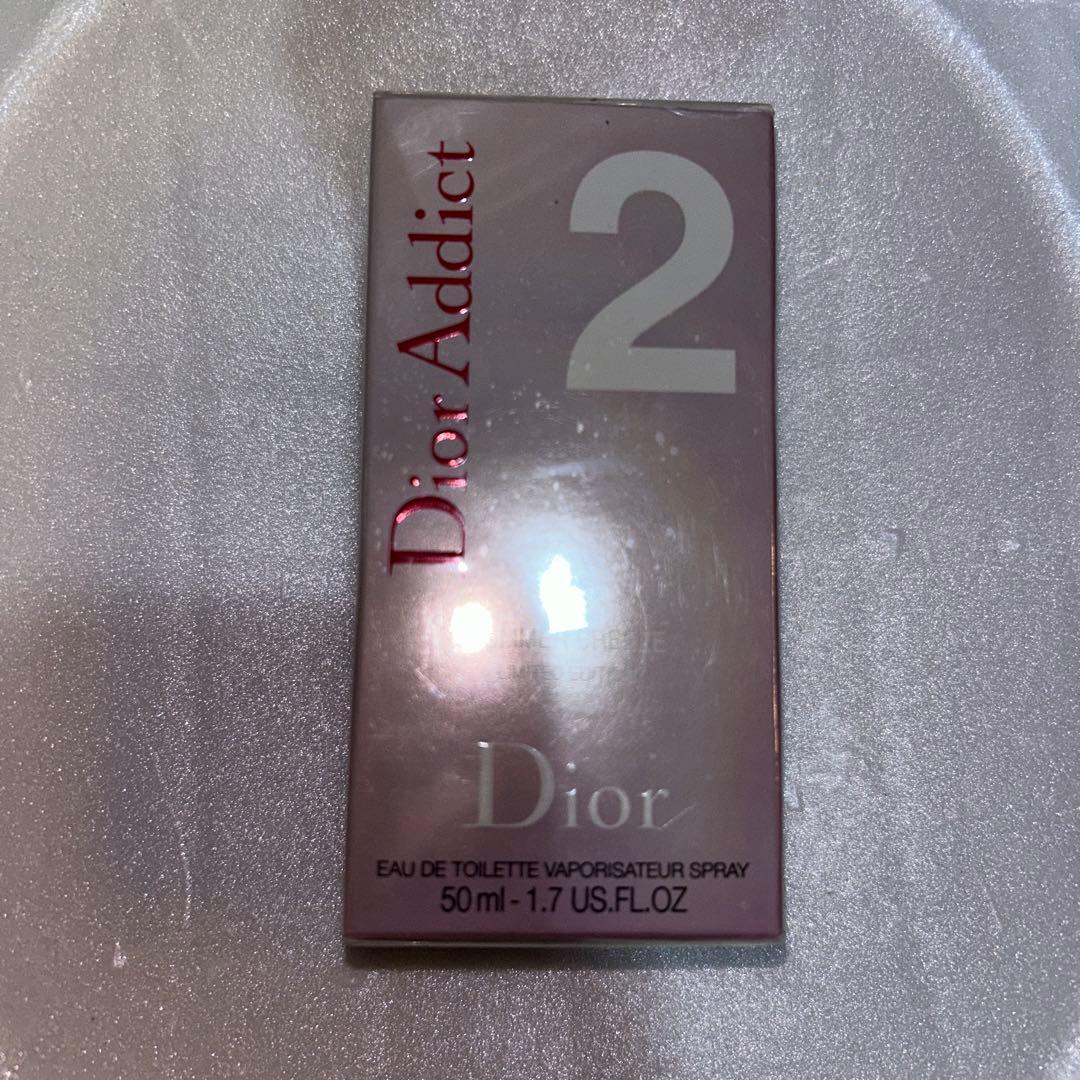 Dior Addict
2
Dior
EAU DE TOILETTE VAPORISATEUR SPRAY
50 ml - 1.7 US.FL.OZ